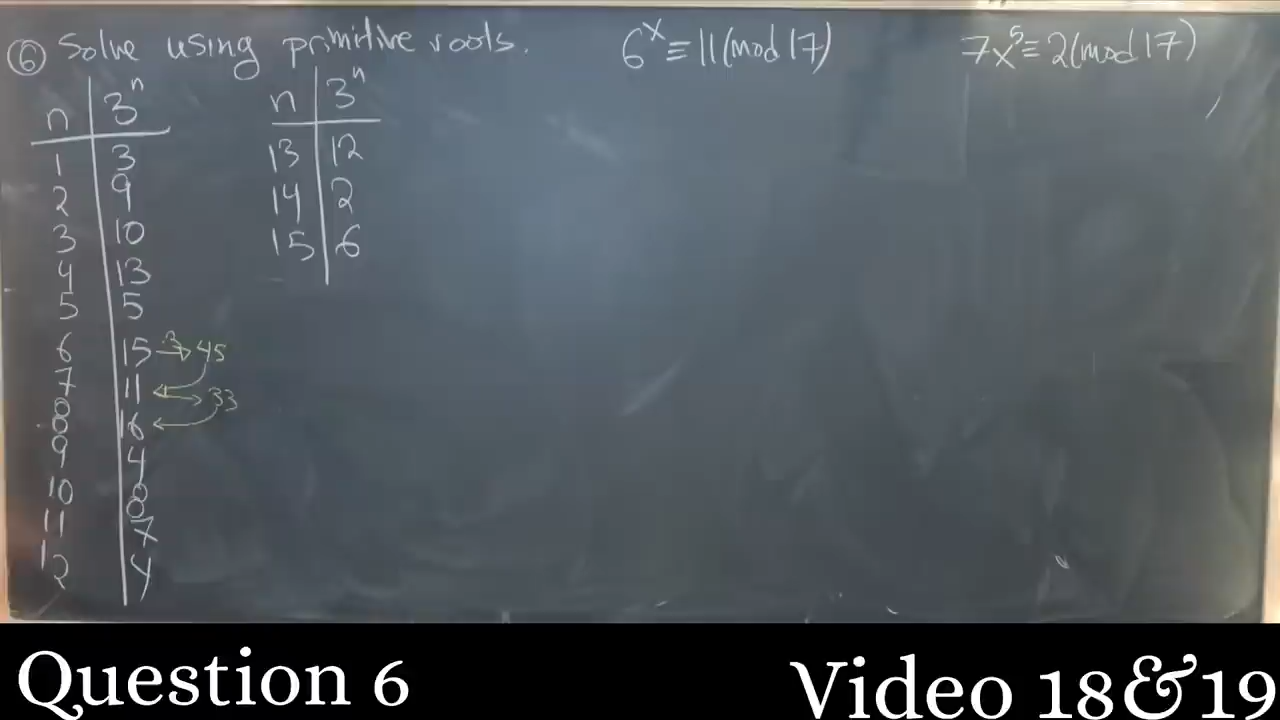 ⑥ Solve using primitive roots. 6^x ≡ 11 (mod 17) 7x^5 ≡ 2 (mod 17)
n 3^n
1 3
2 9
3 10
4 13
5 5
6 15 ·3 → 45
7 11 → 33
8 16
9 4
10 8
11 7
12 4
n 3^n
13 12
14 2
15 6
Question 6
Video 18&19